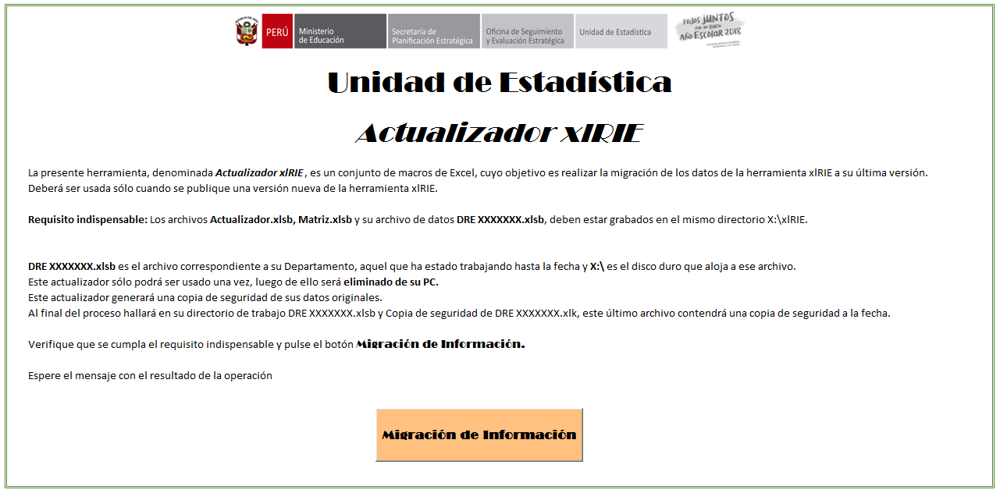 PERÚ
Ministerio
de Educación
Secretaría de
Planificación Estratégica
Oficina de Seguimiento
y Evaluación Estratégica
Unidad de Estadística
Todos JUNTOS
POR UN BUEN
AÑO ESCOLAR 2018
Unidad de Estadística
Actualizador xlRIE
La presente herramienta, denominada Actualizador xlRIE , es un conjunto de macros de Excel, cuyo objetivo es realizar la migración de los datos de la herramienta xlRIE a su última versión.
Deberá ser usada sólo cuando se publique una versión nueva de la herramienta xlRIE.
Requisito indispensable: Los archivos Actualizador.xlsb, Matriz.xlsb y su archivo de datos DRE XXXXXXX.xlsb, deben estar grabados en el mismo directorio X:\xlRIE.
DRE XXXXXXX.xlsb es el archivo correspondiente a su Departamento, aquel que ha estado trabajando hasta la fecha y X:\ es el disco duro que aloja a ese archivo.
Este actualizador sólo podrá ser usado una vez, luego de ello será eliminado de su PC.
Este actualizador generará una copia de seguridad de sus datos originales.
Al final del proceso hallará en su directorio de trabajo DRE XXXXXXX.xlsb y Copia de seguridad de DRE XXXXXXX.xlk, este último archivo contendrá una copia de seguridad a la fecha.
Verifique que se cumpla el requisito indispensable y pulse el botón Migración de Información.
Espere el mensaje con el resultado de la operación
Migración de Información